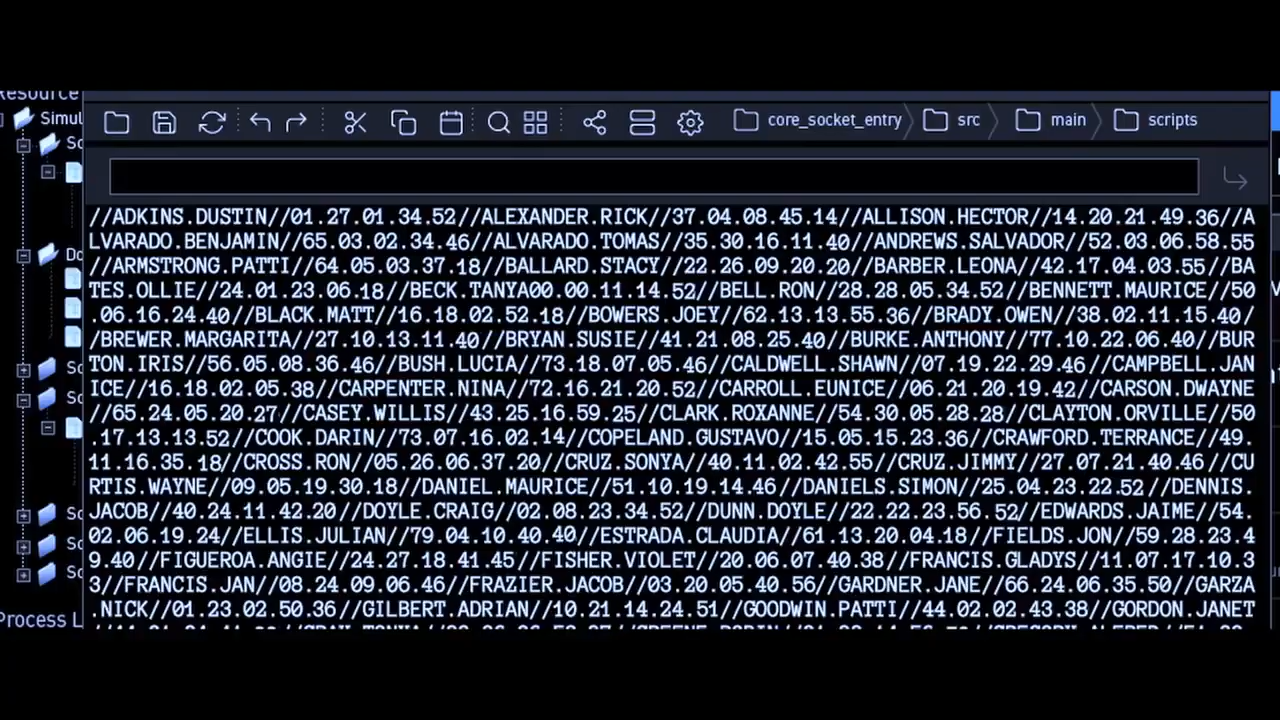 Resource
Simul
core_socket_entry
src
main
scripts
//ADKINS.DUSTIN//01.27.01.34.52//ALEXANDER.RICK//37.04.08.45.14//ALLISON.HECTOR//14.20.21.49.36//A
LVARADO.BENJAMIN//65.03.02.34.46//ALVARADO.TOMAS//35.30.16.11.40//ANDREWS.SALVADOR//52.03.06.58.55
//ARMSTRONG.PATTI//64.05.03.37.18//BALLARD.STACY//22.26.09.20.20//BARBER.LEONA//42.17.04.03.55//BA
TES.OLLIE//24.01.23.06.18//BECK.TANYA00.00.11.14.52//BELL.RON//28.28.05.34.52//BENNETT.MAURICE//50
.06.16.24.40//BLACK.MATT//16.18.02.52.18//BOWERS.JOEY//62.13.13.55.36//BRADY.OWEN//38.02.11.15.40/
/BREWER.MARGARITA//27.10.13.11.40//BRYAN.SUSIE//41.21.08.25.40//BURKE.ANTHONY//77.10.22.06.40//BUR
TON.IRIS//56.05.08.36.46//BUSH.LUCIA//73.18.07.05.46//CALDWELL.SHAWN//07.19.22.29.46//CAMPBELL.JAN
ICE//16.18.02.05.38//CARPENTER.NINA//72.16.21.20.52//CARROLL.EUNICE//06.21.20.19.42//CARSON.DWAYNE
//65.24.05.20.27//CASEY.WILLIS//43.25.16.59.25//CLARK.ROXANNE//54.30.05.28.28//CLAYTON.ORVILLE//50
.17.13.13.52//COOK.DARIN//73.07.16.02.14//COPELAND.GUSTAVO//15.05.15.23.36//CRAWFORD.TERRANCE//49.
11.16.35.18//CROSS.RON//05.26.06.37.20//CRUZ.SONYA//40.11.02.42.55//CRUZ.JIMMY//27.07.21.40.46//CU
RTIS.WAYNE//09.05.19.30.18//DANIEL.MAURICE//51.10.19.14.46//DANIELS.SIMON//25.04.23.22.52//DENNIS.
JACOB//40.24.11.42.20//DOYLE.CRAIG//02.08.23.34.52//DUNN.DOYLE//22.22.23.56.52//EDWARDS.JAIME//54.
02.06.19.24//ELLIS.JULIAN//79.04.10.40.40//ESTRADA.CLAUDIA//61.13.20.04.18//FIELDS.JON//59.28.23.4
9.40//FIGUEROA.ANGIE//24.27.18.41.45//FISHER.VIOLET//20.06.07.40.38//FRANCIS.GLADYS//11.07.17.10.3
3//FRANCIS.JAN//08.24.09.06.46//FRAZIER.JACOB//03.20.05.40.56//GARDNER.JANE//66.24.06.35.50//GARZA
.NICK//01.23.02.50.36//GILBERT.ADRIAN//10.21.14.24.51//GOODWIN.PATTI//44.02.02.43.38//GORDON.JANET
Process L